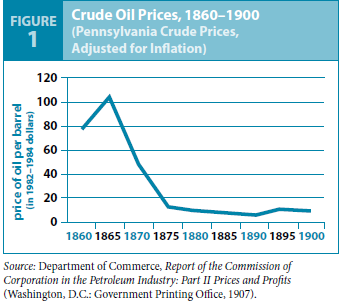 FIGURE
1
Crude Oil Prices, 1860–1900
(Pennsylvania Crude Prices,
Adjusted for Inflation)
price of oil per barrel
(in 1982–1984 dollars)
120
100
80
60
40
20
0
1860 1865 1870 1875 1880 1885 1890 1895 1900
Source: Department of Commerce, Report of the Commission of
Corporation in the Petroleum Industry: Part II Prices and Profits
(Washington, D.C.: Government Printing Office, 1907).